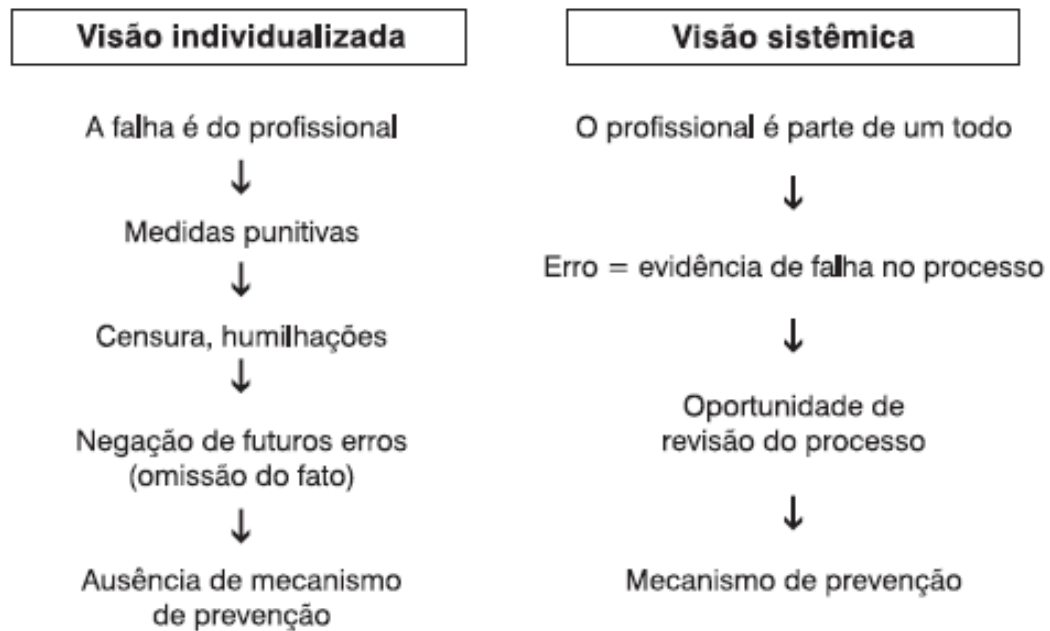 Visão individualizada
A falha é do profissional
↓
Medidas punitivas
↓
Censura, humilhações
↓
Negação de futuros erros
(omissão do fato)
↓
Ausência de mecanismo
de prevenção
Visão sistêmica
O profissional é parte de um todo
↓
Erro = evidência de falha no processo
↓
Oportunidade de
revisão do processo
↓
Mecanismo de prevenção